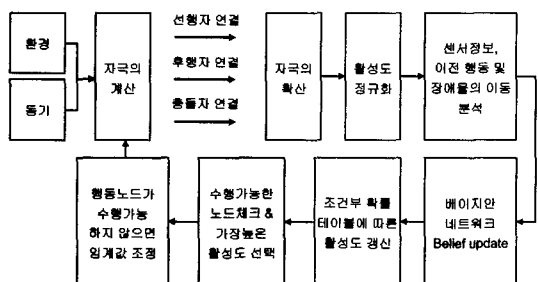 환경
동기
자극의
계산
선행자 연결
후행자 연결
충돌자 연결
자극의
확산
활성도
정규화
센서정보,
이전 행동 및
장애물의 이동
분석
베이지안
네트워크
Belief update
조건부 확률
테이블에 따른
활성도 갱신
수행가능한
노드체크 &
가장높은
활성도 선택
행동노드가
수행가능
하지 않으면
임계값 조정